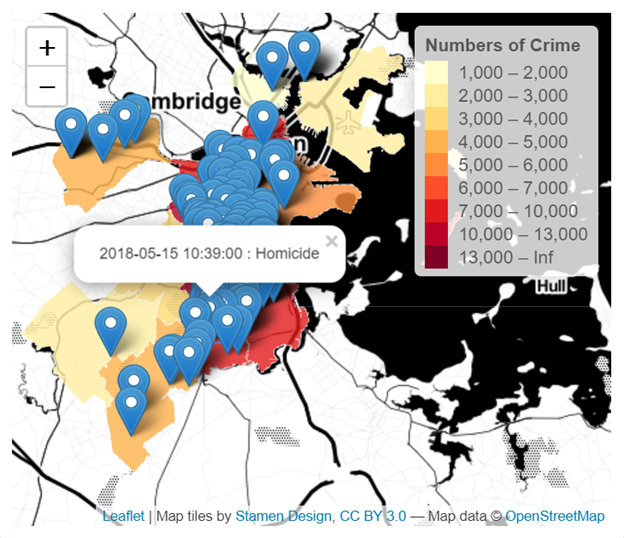 +
−
Numbers of Crime
1,000 – 2,000
2,000 – 3,000
3,000 – 4,000
4,000 – 5,000
5,000 – 6,000
6,000 – 7,000
7,000 – 10,000
10,000 – 13,000
13,000 – Inf
mbridge
n
2018-05-15 10:39:00 : Homicide
×
Hull
Leaflet | Map tiles by Stamen Design, CC BY 3.0 — Map data © OpenStreetMap